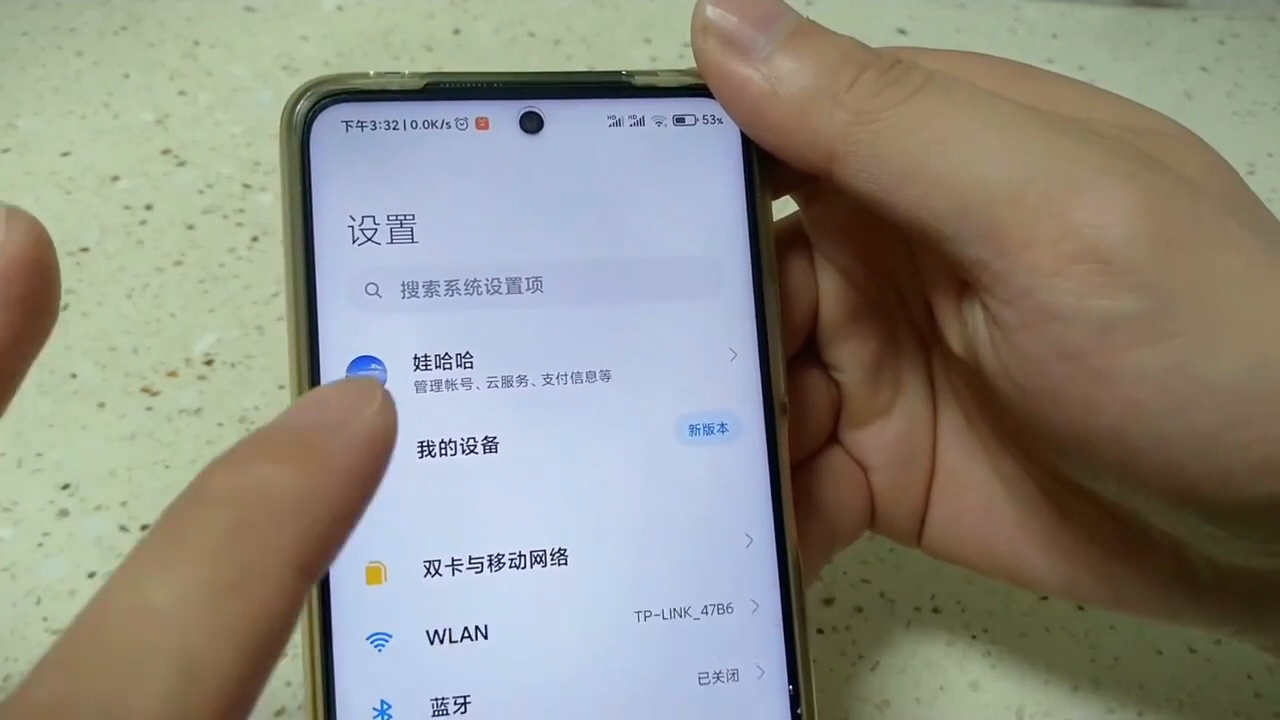 下午3:32 | 0.0K/s
HD HD 53%
设置
搜索系统设置项
娃哈哈
管理帐号、云服务、支付信息等
我的设备 新版本
双卡与移动网络
WLAN TP-LINK_47B6
蓝牙 已关闭